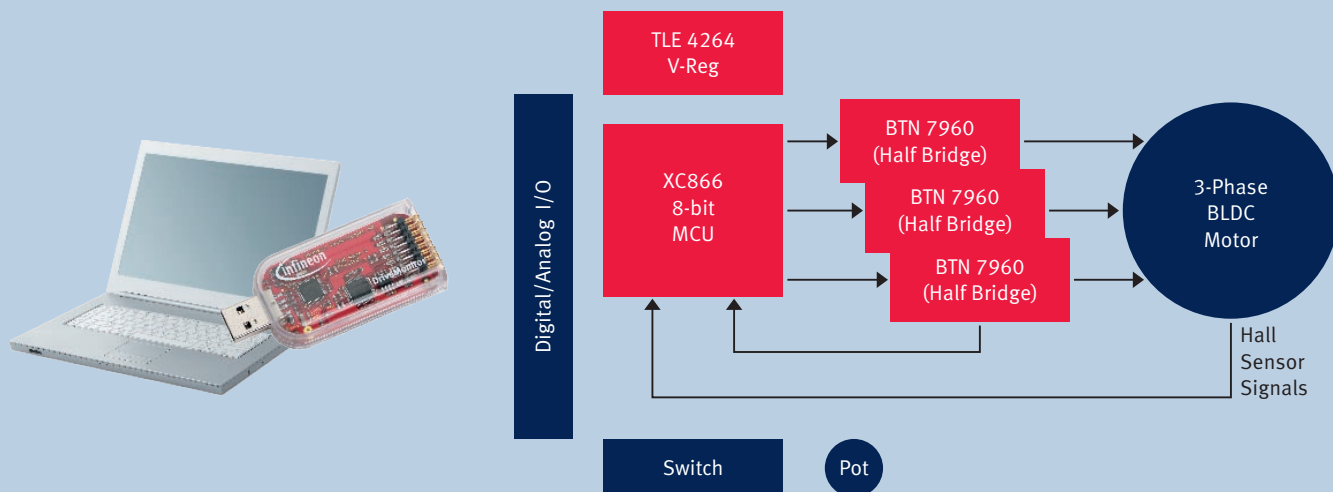 infineon
DriveMonitor
Digital/Analog I/O
TLE 4264
V-Reg
XC866
8-bit
MCU
BTN 7960
(Half Bridge)
BTN 7960
(Half Bridge)
BTN 7960
(Half Bridge)
3-Phase
BLDC
Motor
Hall
Sensor
Signals
Switch
Pot